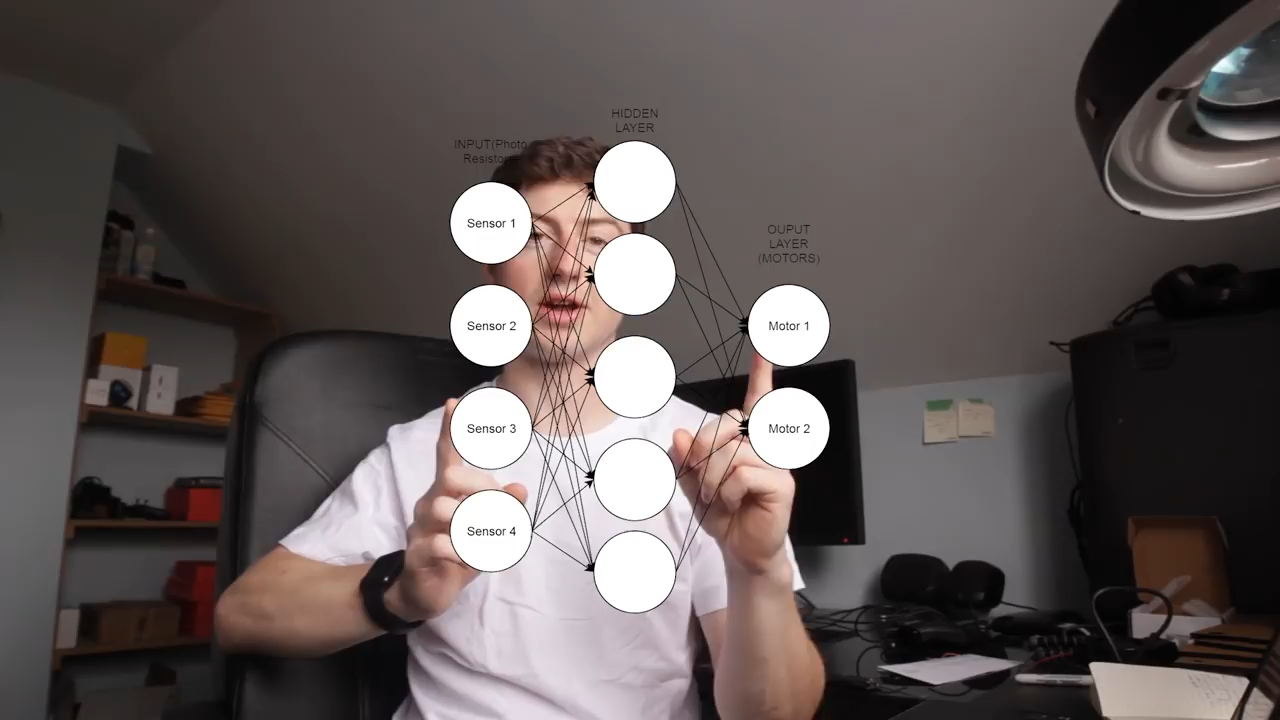 HIDDEN
LAYER
INPUT(Photo
Resistor
Sensor 1
Sensor 2
Sensor 3
Sensor 4
OUPUT
LAYER
(MOTORS)
Motor 1
Motor 2